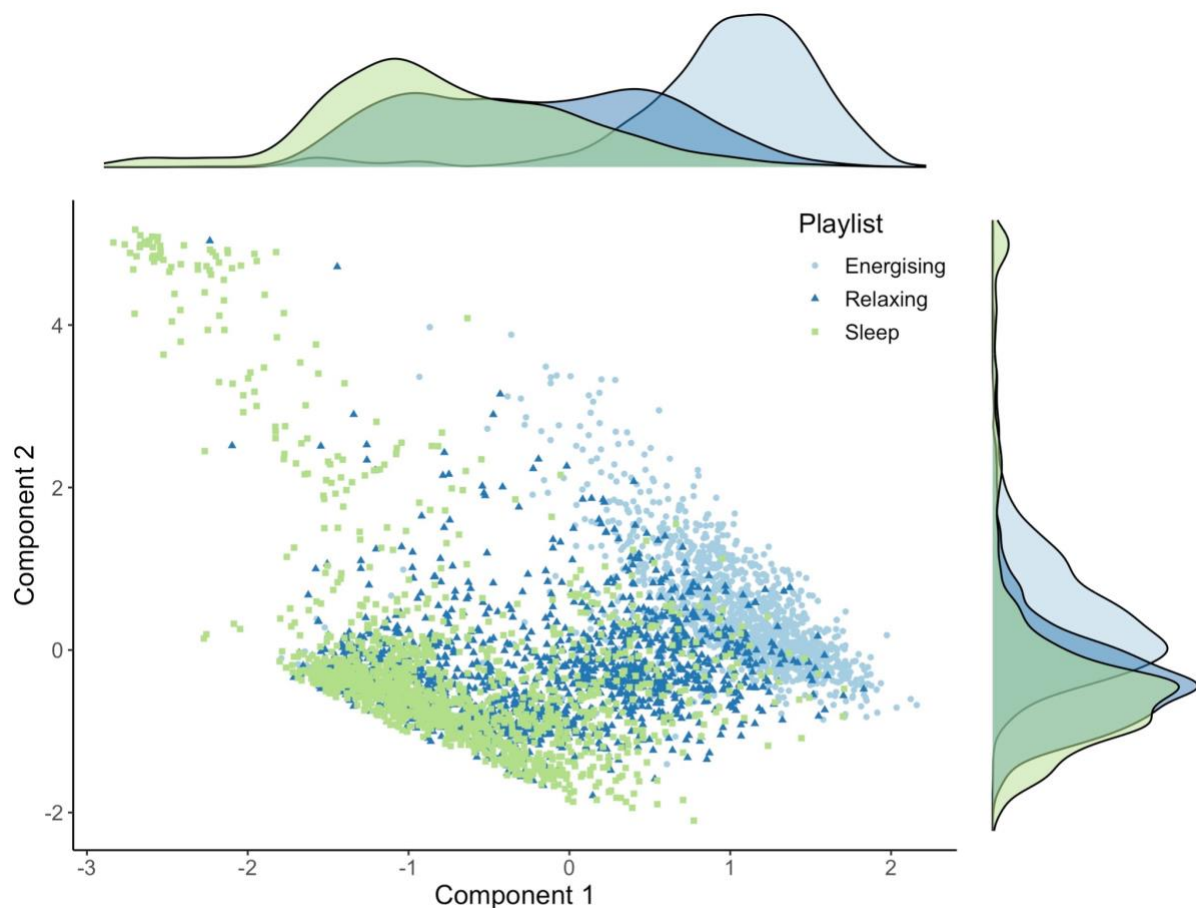 Playlist
Energising
Relaxing
Sleep
4
2
0
-2
Component 2
-3
-2
-1
0
1
2
Component 1